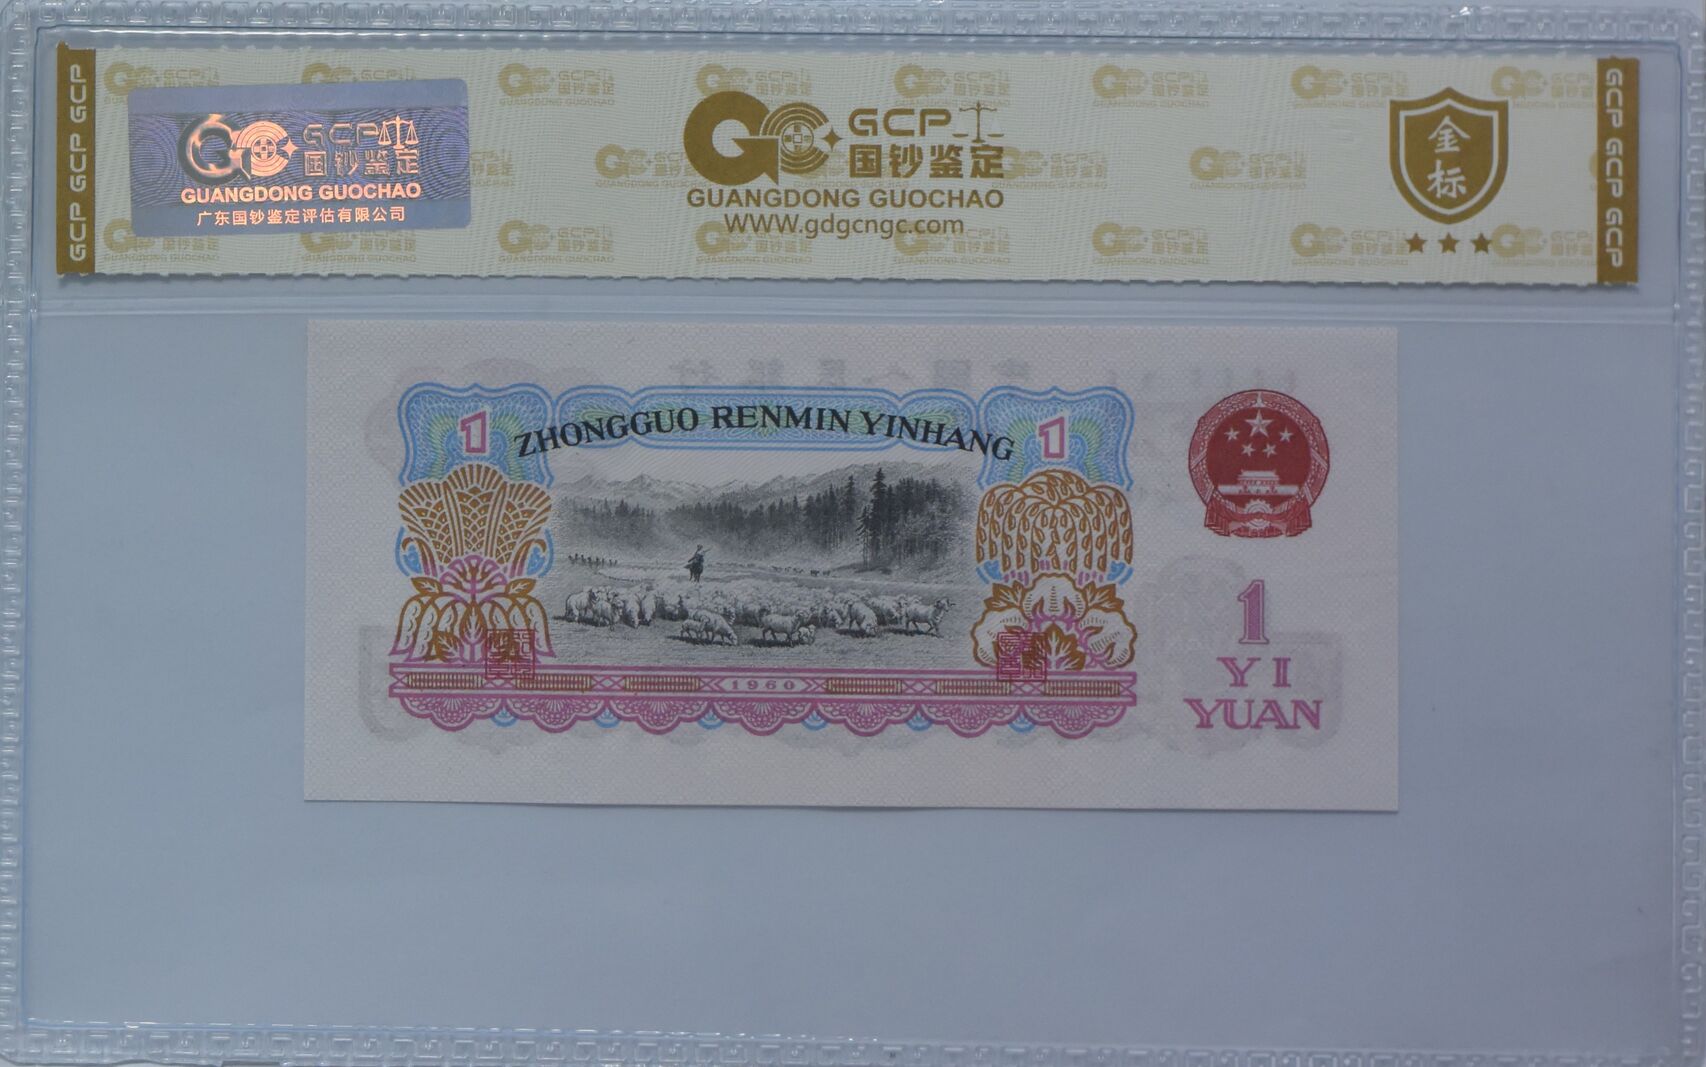 GCP GCP GCP
GCP
国钞鉴定
GUANGDONG GUOCHAO
广东国钞鉴定评估有限公司
GCP
国钞鉴定
GUANGDONG GUOCHAO
WWW.gdgcngc.com
金标
GCP GCP GCP
1
ZHONGGUO RENMIN YINHANG
1
1960
1
YI
YUAN